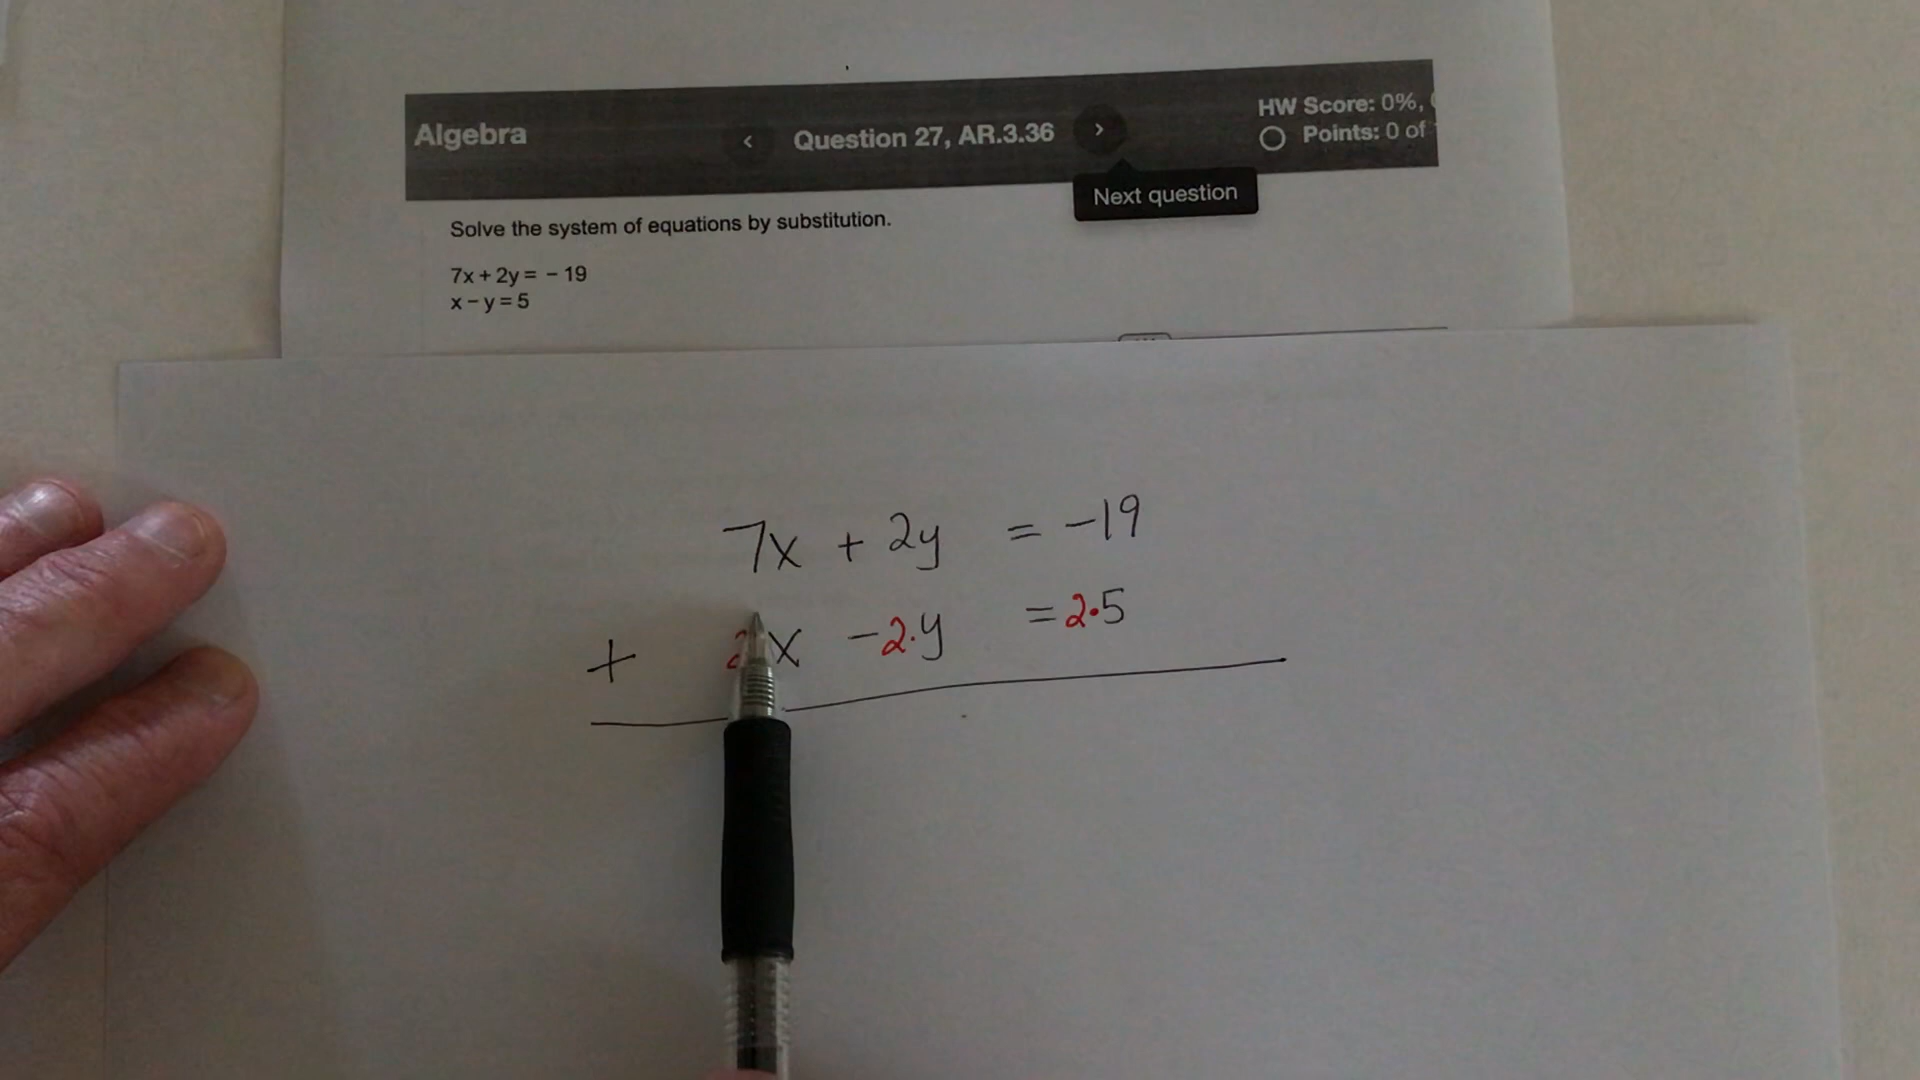 Algebra < Question 27, AR.3.36 > HW Score: 0%,
Points: 0 of
Next question
Solve the system of equations by substitution.
7x + 2y = - 19
x - y = 5
7x + 2y = -19
+ x -2·y = 2·5